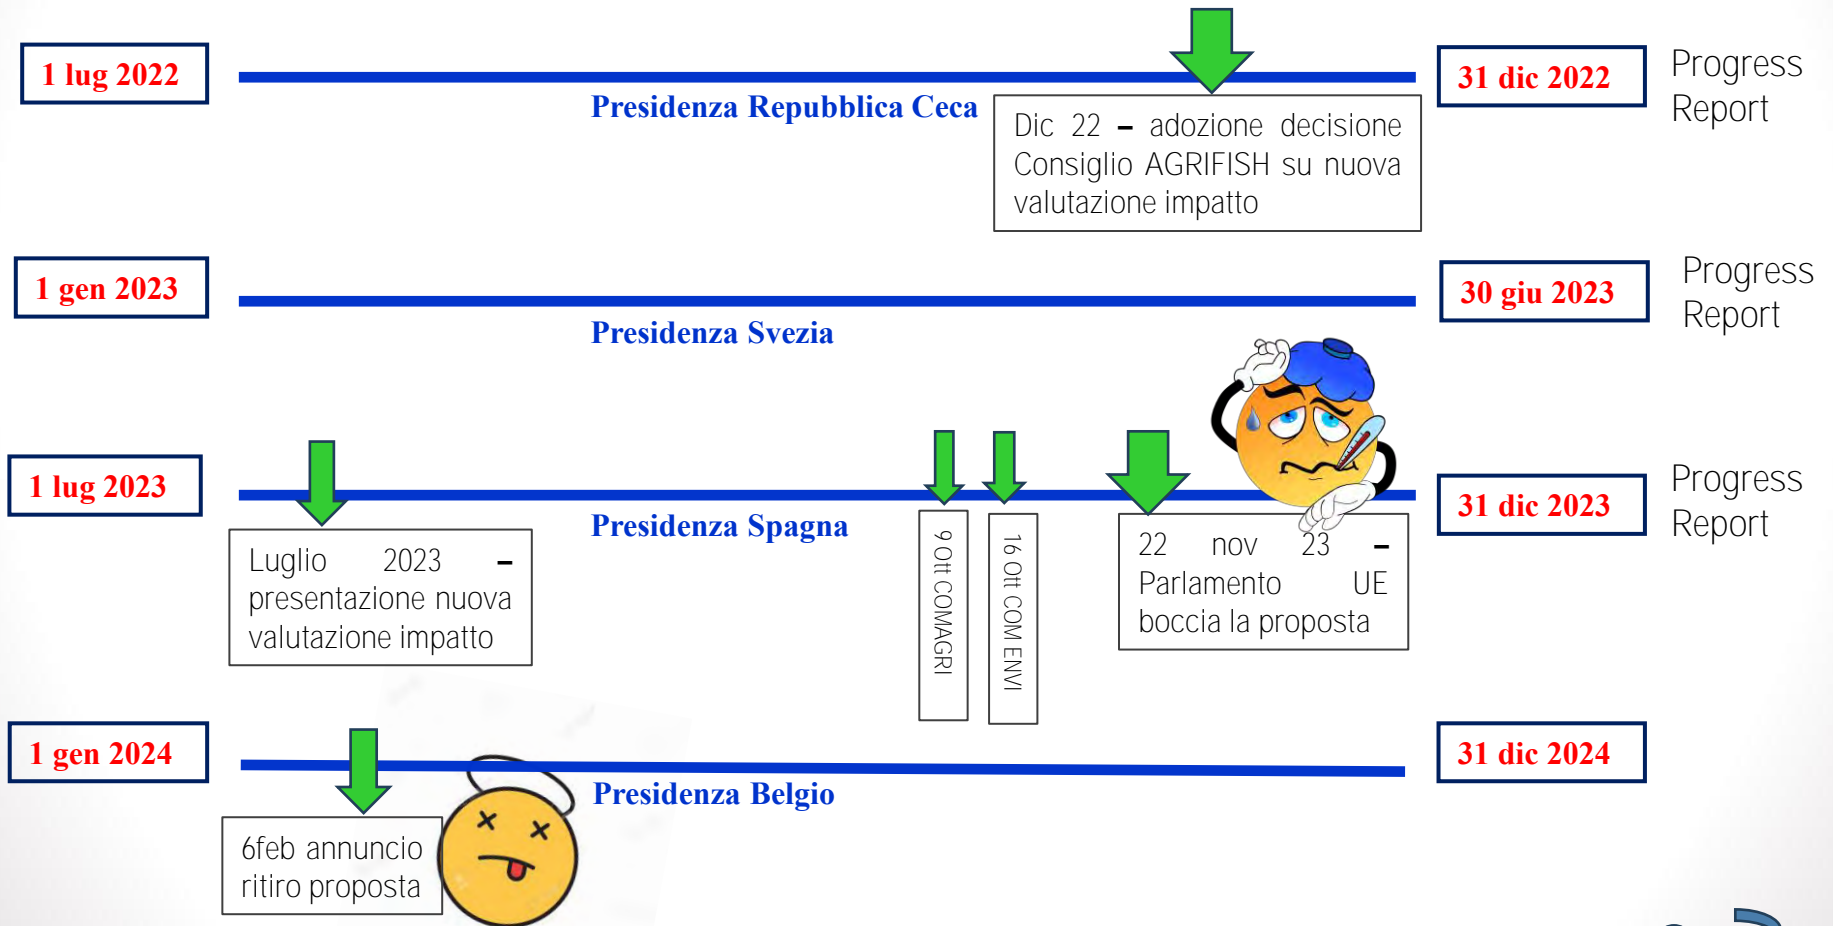 1 lug 2022
Presidenza Repubblica Ceca
31 dic 2022
Progress
Report
Dic 22 – adozione decisione
Consiglio AGRIFISH su nuova
valutazione impatto
1 gen 2023
Presidenza Svezia
30 giu 2023
Progress
Report
1 lug 2023
Presidenza Spagna
31 dic 2023
Progress
Report
Luglio 2023 –
presentazione nuova
valutazione impatto
9 Ott COMAGRI
16 Ott COM ENVI
22 nov 23 –
Parlamento UE
boccia la proposta
1 gen 2024
Presidenza Belgio
31 dic 2024
6feb annuncio
ritiro proposta